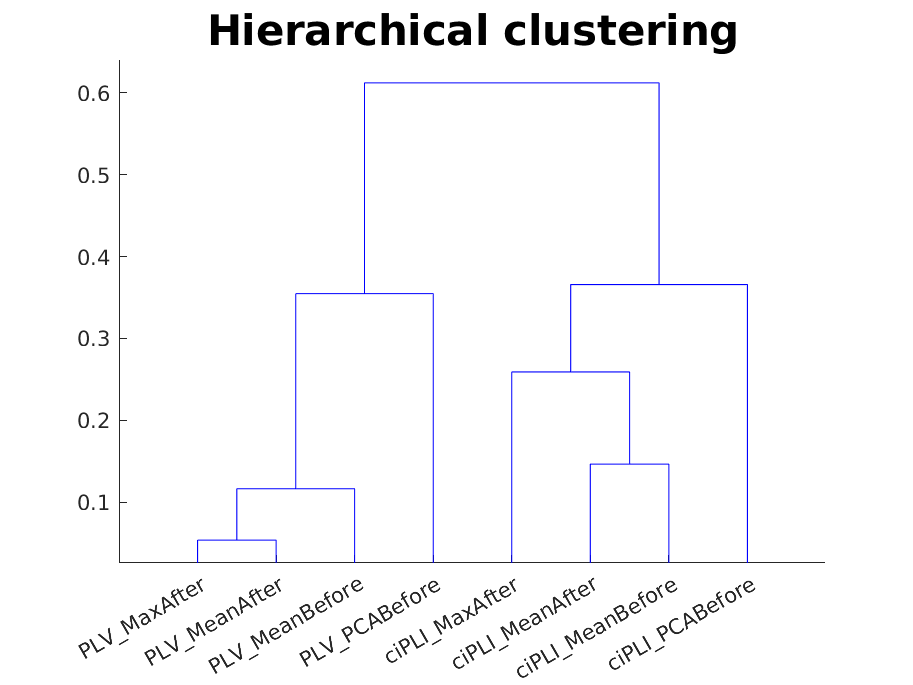 Hierarchical clustering
0.6
0.5
0.4
0.3
0.2
0.1
PLV_MaxAfter
PLV_MeanAfter
PLV_MeanBefore
PLV_PCABefore
ciPLI_MaxAfter
ciPLI_MeanAfter
ciPLI_MeanBefore
ciPLI_PCABefore